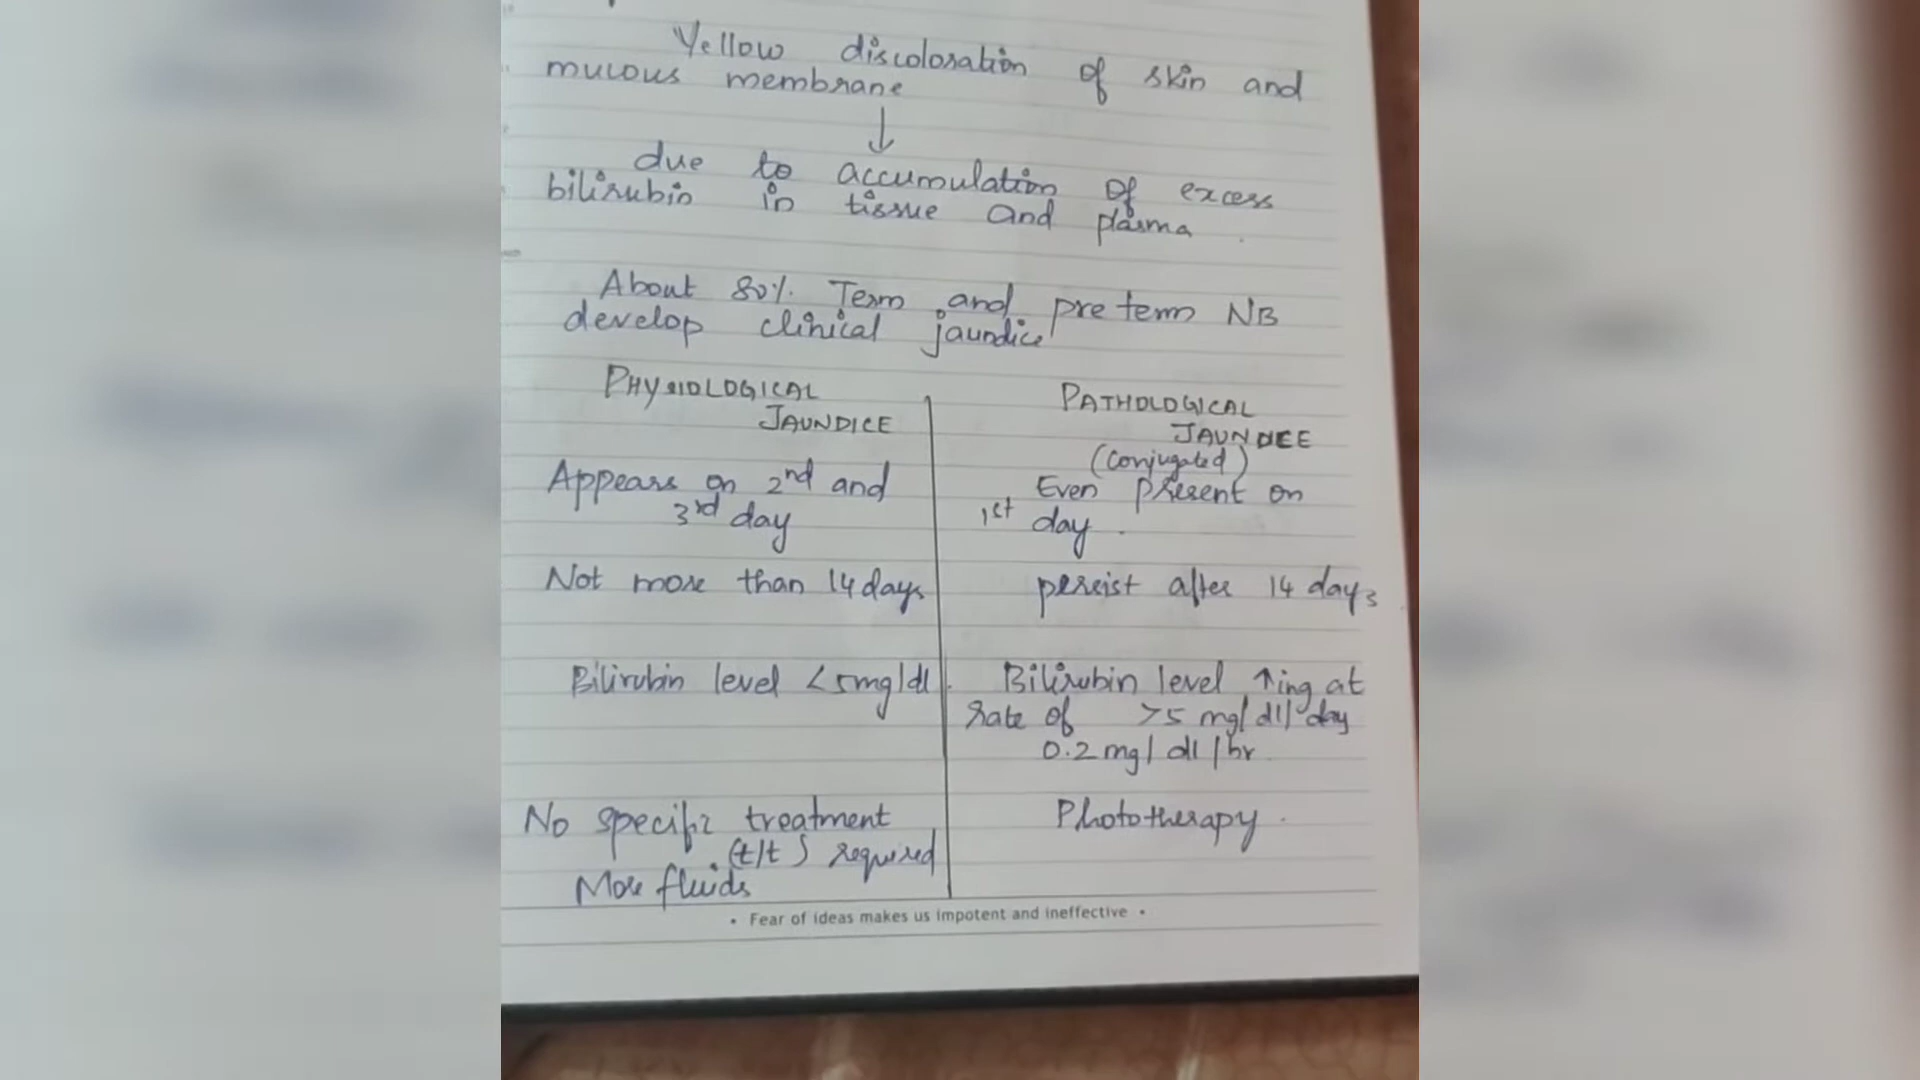 Yellow discoloration of skin and
mucous membrane
↓
due to accumulation of excess
bilirubin in tissue and plasma.
About 80% Term and pre term NB
develop clinical jaundice
PHYSIOLOGICAL
JAUNDICE
Appears on 2nd and
3rd day
Not more than 14 days
Bilirubin level <5mg/dl
No specific treatment
(t/t) required
More fluids
PATHOLOGICAL
JAUNDICE
(conjugated)
Even present on
1st day.
persist after 14 days
Bilirubin level ↑ing at
rate of >5 mg/dl/day
0.2 mg/dl/hr
Phototherapy.
• Fear of ideas makes us impotent and ineffective •